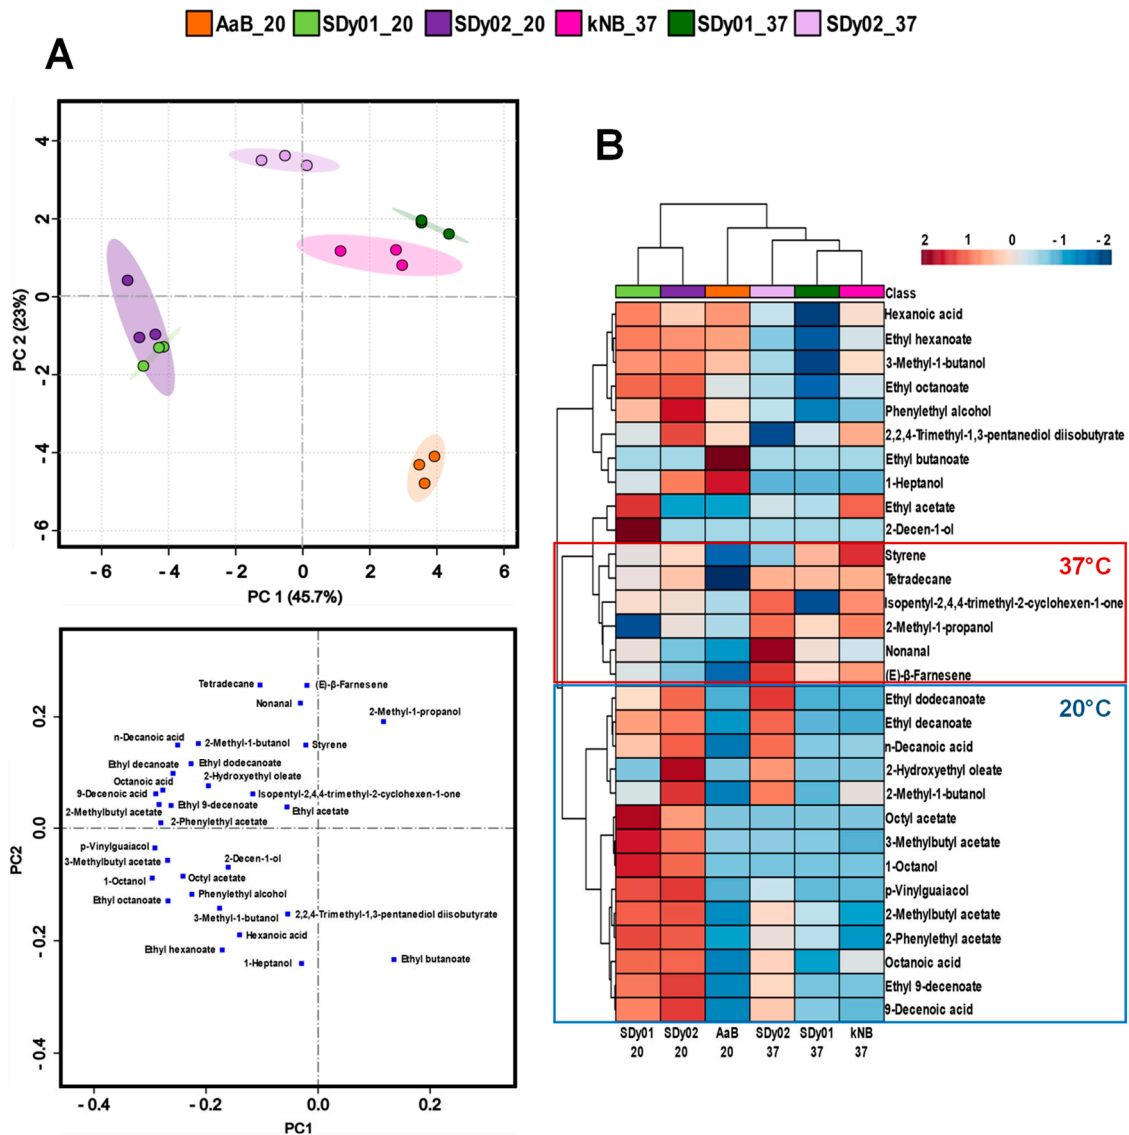 AaB_20 SDy01_20 SDy02_20 kNB_37 SDy01_37 SDy02_37
A
4
2
0
-2
-4
-6
PC 2 (23%)
-6 -4 -2 0 2 4 6
PC 1 (45.7%)
Tetradecane
(E)-β-Farnesene
Nonanal
2-Methyl-1-propanol
n-Decanoic acid
2-Methyl-1-butanol
Styrene
Ethyl decanoate
Ethyl dodecanoate
Octanoic acid
2-Hydroxyethyl oleate
9-Decenoic acid
Isopentyl-2,4,4-trimethyl-2-cyclohexen-1-one
2-Methylbutyl acetate
Ethyl 9-decenoate
Ethyl acetate
2-Phenylethyl acetate
p-Vinylguaiacol
3-Methylbutyl acetate
2-Decen-1-ol
1-Octanol
Octyl acetate
Ethyl octanoate
Phenylethyl alcohol
3-Methyl-1-butanol
2,2,4-Trimethyl-1,3-pentanediol diisobutyrate
Hexanoic acid
Ethyl hexanoate
1-Heptanol
Ethyl butanoate
0.2
0.0
-0.2
-0.4
PC2
-0.4 -0.2 0.0 0.2
PC1
B
2 1 0 -1 -2
Class
Hexanoic acid
Ethyl hexanoate
3-Methyl-1-butanol
Ethyl octanoate
Phenylethyl alcohol
2,2,4-Trimethyl-1,3-pentanediol diisobutyrate
Ethyl butanoate
1-Heptanol
Ethyl acetate
2-Decen-1-ol
Styrene
37°C
Tetradecane
Isopentyl-2,4,4-trimethyl-2-cyclohexen-1-one
2-Methyl-1-propanol
Nonanal
(E)-β-Farnesene
Ethyl dodecanoate
20°C
Ethyl decanoate
n-Decanoic acid
2-Hydroxyethyl oleate
2-Methyl-1-butanol
Octyl acetate
3-Methylbutyl acetate
1-Octanol
p-Vinylguaiacol
2-Methylbutyl acetate
2-Phenylethyl acetate
Octanoic acid
Ethyl 9-decenoate
9-Decenoic acid
SDy01 SDy02 AaB SDy02 SDy01 kNB
20 20 20 37 37 37